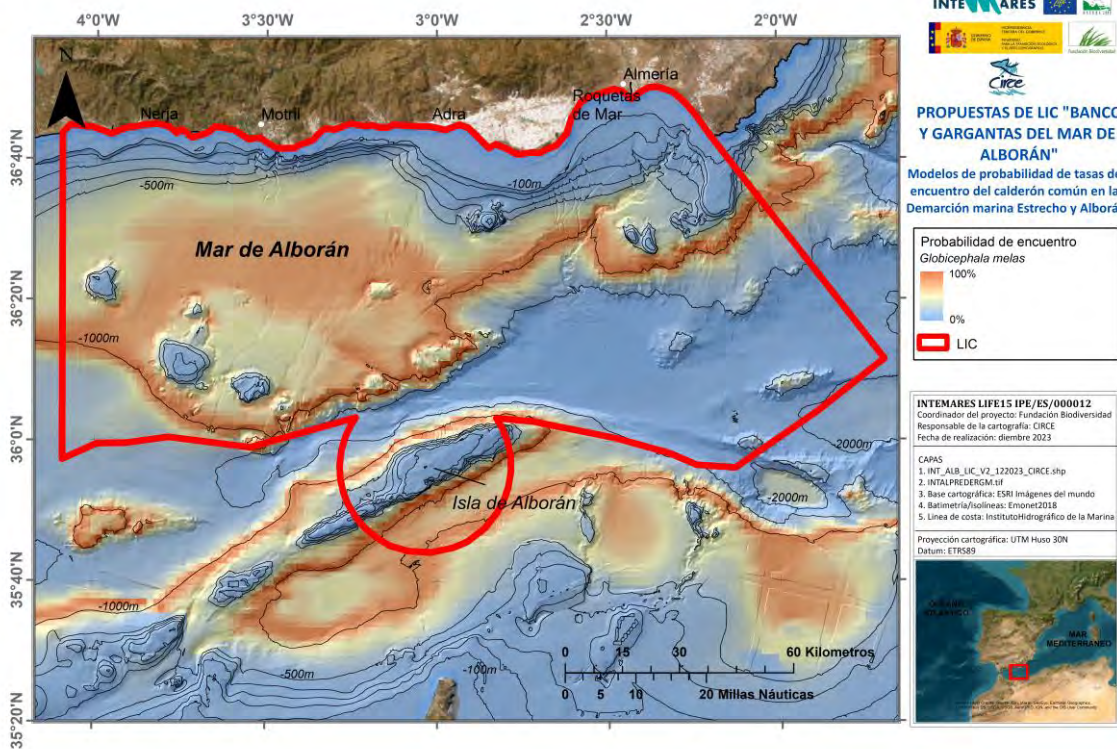 4°0'W
3°30'W
3°0'W
2°30'W
2°0'W
N
Nerja
Motril
Adra
Roquetas
de Mar
Almería
36°40'N
36°20'N
36°0'N
35°40'N
35°20'N
-500m
-100m
Mar de Alborán
-1000m
-2000m
-2000m
Isla de Alborán
-1000m
-500m
-100m
0 15 30 60 Kilometros
0 5 10 20 Millas Náuticas
INTEMARES
Circe
PROPUESTAS DE LIC "BANCO
Y GARGANTAS DEL MAR DE
ALBORÁN"
Modelos de probabilidad de tasas de
encuentro del calderón común en la
Demarción marina Estrecho y Alborá
Probabilidad de encuentro
Globicephala melas
100%
0%
LIC
INTEMARES LIFE15 IPE/ES/000012
Coordinador del proyecto: Fundación Biodiversidad
Responsable de la cartografía: CIRCE
Fecha de realización: diciembre 2023
CAPAS
1. INT_ALB_LIC_V2_122023_CIRCE.shp
2. INTALPREDERGM.tif
3. Base cartográfica: ESRI Imágenes del mundo
4. Batimetría/isolineas: Emonet2018
5. Linea de costa: InstitutoHidrográfico de la Marina
Proyección cartográfica: UTM Huso 30N
Datum: ETRS89
OCÉANO
ATLÁNTICO
MAR
MEDITERRÁNEO